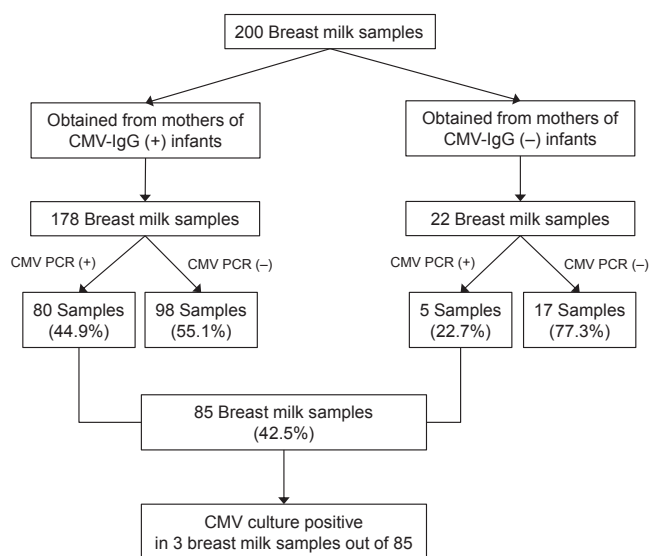 200 Breast milk samples
Obtained from mothers of
CMV-IgG (+) infants
Obtained from mothers of
CMV-IgG (–) infants
178 Breast milk samples
22 Breast milk samples
CMV PCR (+)
CMV PCR (–)
CMV PCR (+)
CMV PCR (–)
80 Samples
(44.9%)
98 Samples
(55.1%)
5 Samples
(22.7%)
17 Samples
(77.3%)
85 Breast milk samples
(42.5%)
CMV culture positive
in 3 breast milk samples out of 85